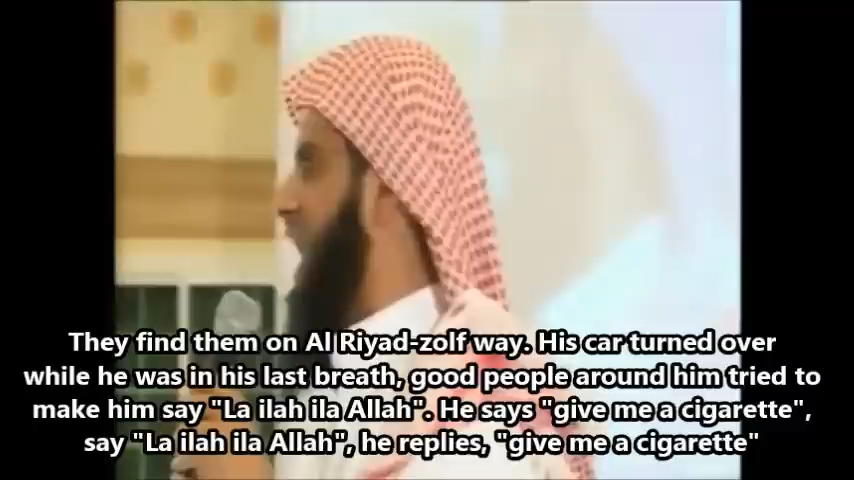 They find them on Al Riyad-zolf way. His car turned over
while he was in his last breath, good people around him tried to
make him say "La ilah ila Allah". He says "give me a cigarette",
say "La ilah ila Allah", he replies, "give me a cigarette"